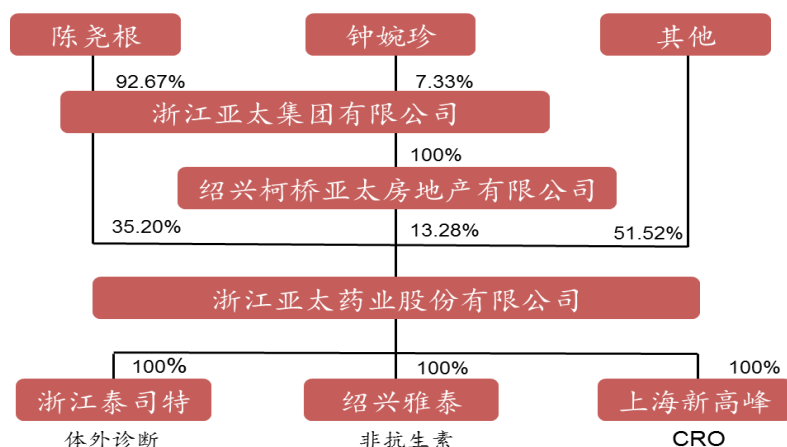 陈尧根
钟婉珍
其他
92.67%
7.33%
浙江亚太集团有限公司
100%
绍兴柯桥亚太房地产有限公司
35.20%
13.28%
51.52%
浙江亚太药业股份有限公司
100%
100%
100%
浙江泰司特
绍兴雅泰
上海新高峰
体外诊断
非抗生素
CRO